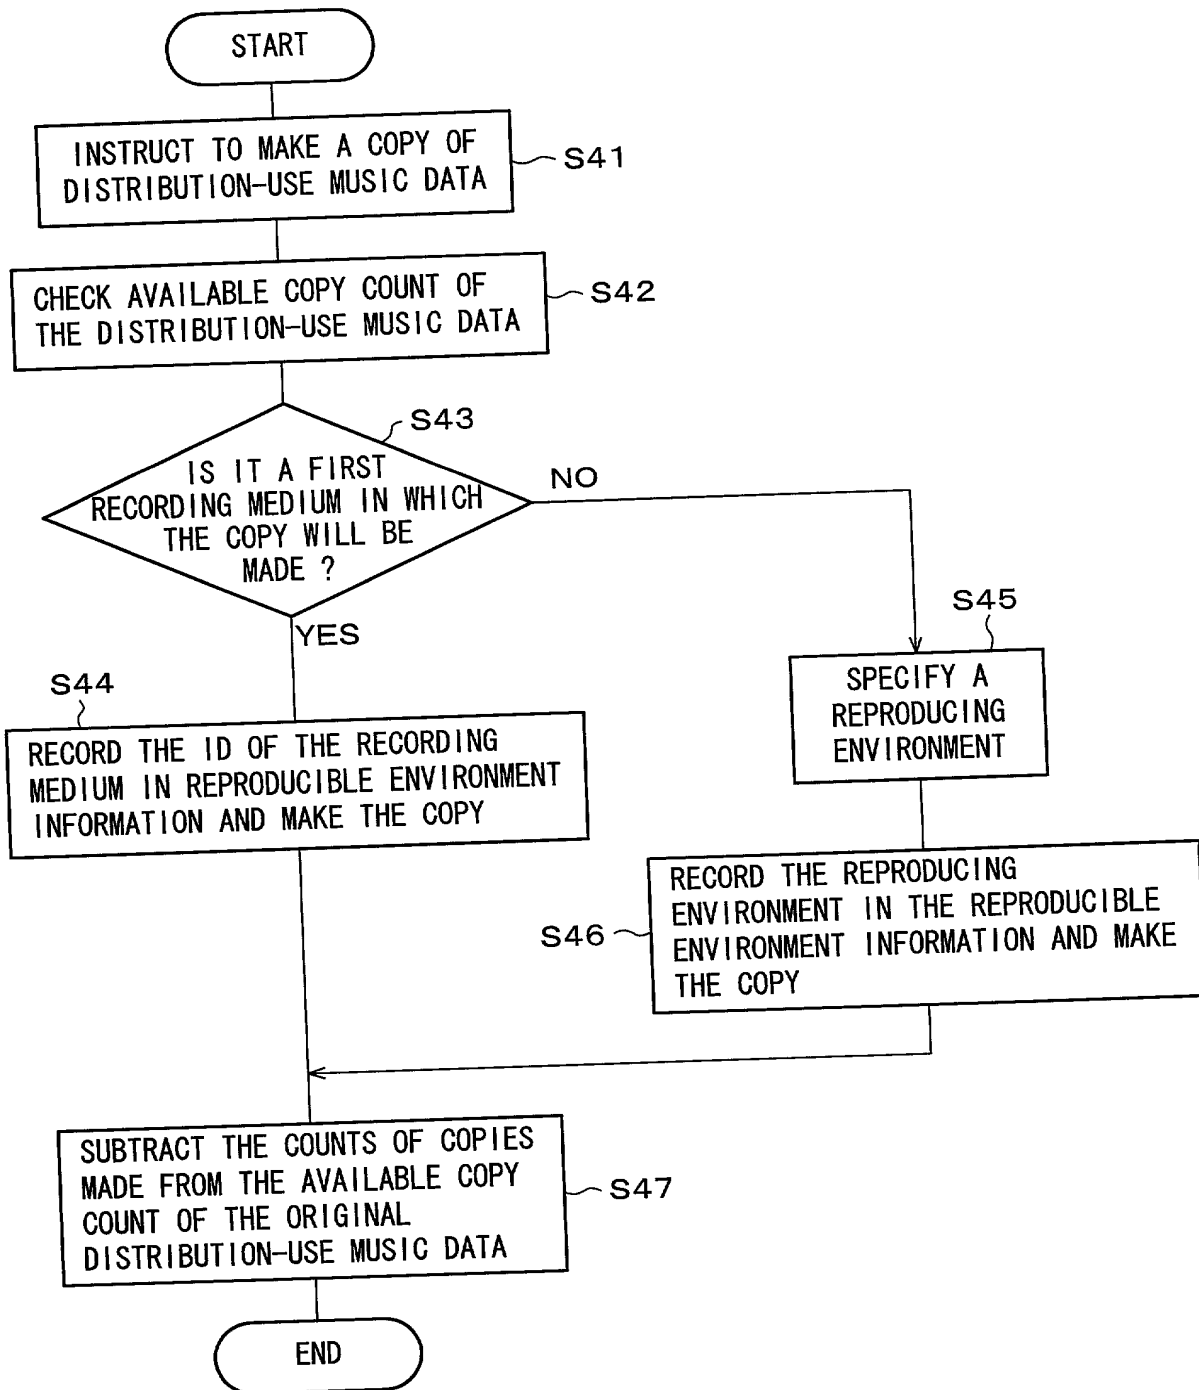 START
INSTRUCT TO MAKE A COPY OF
DISTRIBUTION-USE MUSIC DATA
S41
CHECK AVAILABLE COPY COUNT OF
THE DISTRIBUTION-USE MUSIC DATA
S42
S43
IS IT A FIRST
RECORDING MEDIUM IN WHICH
THE COPY WILL BE
MADE ?
NO
YES
S44
RECORD THE ID OF THE RECORDING
MEDIUM IN REPRODUCIBLE ENVIRONMENT
INFORMATION AND MAKE THE COPY
S45
SPECIFY A
REPRODUCING
ENVIRONMENT
S46
RECORD THE REPRODUCING
ENVIRONMENT IN THE REPRODUCIBLE
ENVIRONMENT INFORMATION AND MAKE
THE COPY
SUBTRACT THE COUNTS OF COPIES
MADE FROM THE AVAILABLE COPY
COUNT OF THE ORIGINAL
DISTRIBUTION-USE MUSIC DATA
S47
END